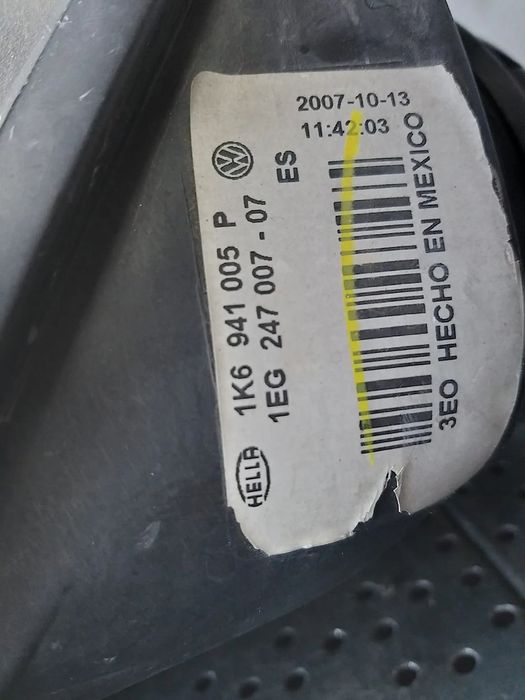 2007-10-13
11:42:03
HELLA 1K6 941 005 P
1EG 247 007 - 07 ES
3EO HECHO EN MEXICO